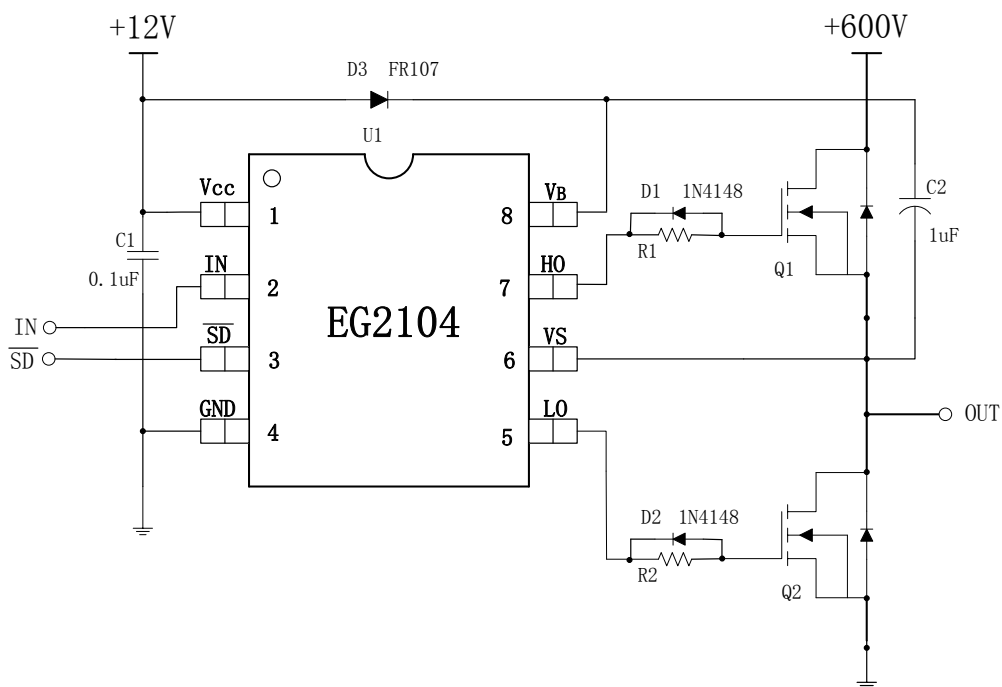 +12V
+600V
D3 FR107
U1
Vcc
1
VB
8
D1 1N4148
C2
C1
0.1uF
R1
1uF
IN
2
HO
7
Q1
EG2104
IN
SD
3
VS
6
SD
GND
4
LO
5
OUT
D2 1N4148
R2
Q2